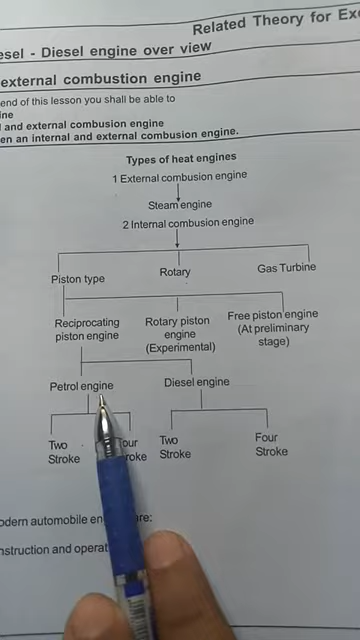 Related Theory for Ex
esel - Diesel engine over view
external combustion engine
end of this lesson you shall be able to
ine
l and external combustion engine
en an internal and external combustion engine.
Types of heat engines
1 External combustion engine
Steam engine
2 Internal combustion engine
Piston type Rotary Gas Turbine
Reciprocating piston engine
Rotary piston engine (Experimental)
Free piston engine (At preliminary stage)
Petrol engine Diesel engine
Two Stroke
Four roke
Two Stroke
Four Stroke
odern automobile en are:
nstruction and operat